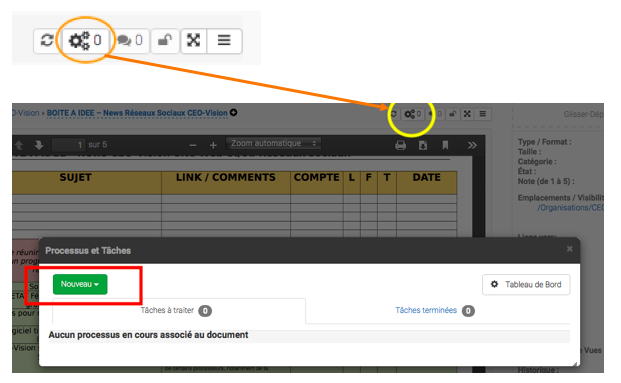 0 0
O-Vision » BOITE A IDEE – News Réseaux Sociaux CEO-Vision
0 0
Glisser-Dép
1 sur 5
Zoom automatique
Type / Format :
Taille :
Catégorie :
État :
Note (de 1 à 5) :
Emplacements / Visibilit
/Organisations/CEO
SUJET LINK / COMMENTS COMPTE L F T DATE
Processus et Tâches ×
Nouveau
Tableau de Bord
Tâches à traiter 0
Tâches terminées 0
Aucun processus en cours associé au document
Vues
Historique :